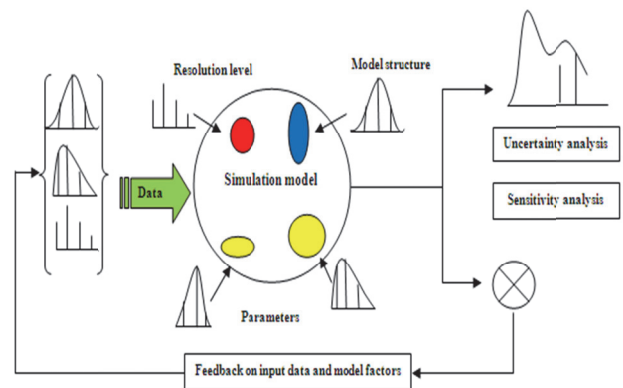 Resolution level
Model structure
Uncertainty analysis
Simulation model
Data
Sensitivity analysis
Parameters
Feedback on input data and model factors